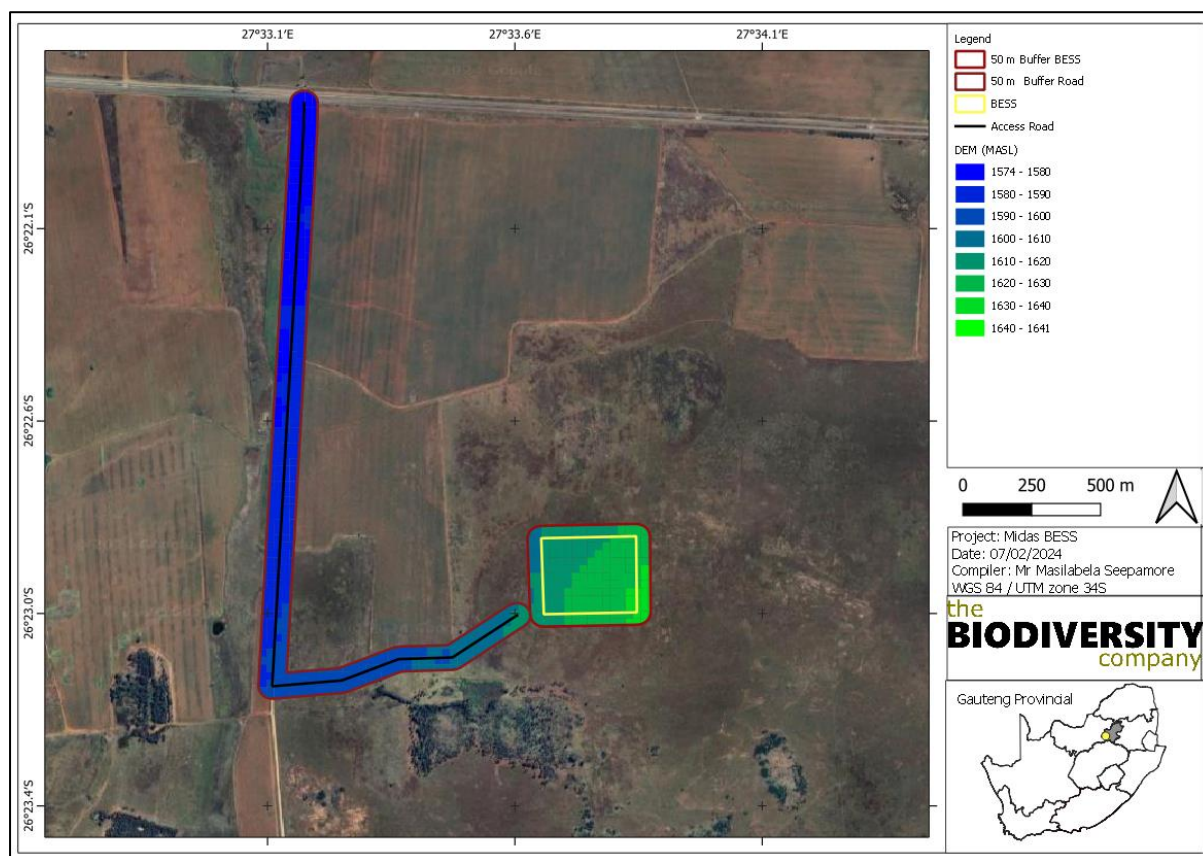 27°33.1′E 27°33.6′E 27°34.1′E
26°22.1′S
26°22.6′S
26°23.0′S
26°23.4′S
Legend
50 m Buffer BESS
50 m Buffer Road
BESS
Access Road
DEM (MASL)
1574 - 1580
1580 - 1590
1590 - 1600
1600 - 1610
1610 - 1620
1620 - 1630
1630 - 1640
1640 - 1641
0 250 500 m
Project: Midas BESS
Date: 07/02/2024
Compiler: Mr Masilabela Seepamore
WGS 84 / UTM zone 34S
the
BIODIVERSITY
company
Gauteng Provincial